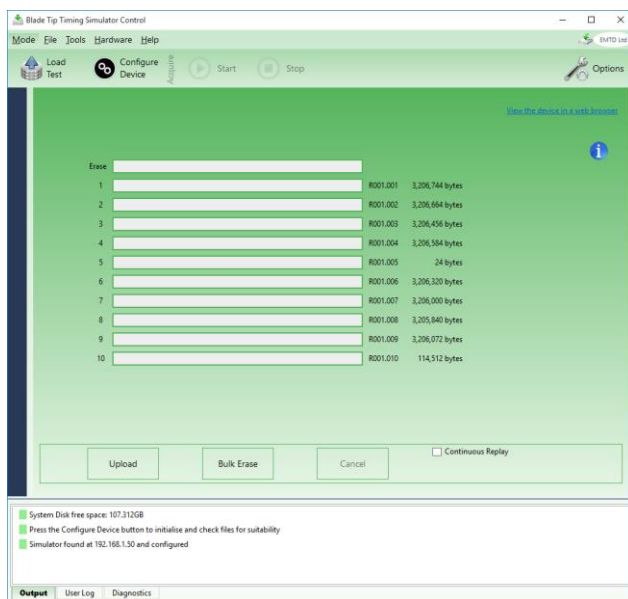 Blade Tip Timing Simulator Control
Mode File Tools Hardware Help
EMTD Ltd
Load Test
Configure Device
Acquire
Start
Stop
Options
View the device in a web browser
Erase
1 R001.001 3,206,744 bytes
2 R001.002 3,206,664 bytes
3 R001.003 3,206,456 bytes
4 R001.004 3,206,584 bytes
5 R001.005 24 bytes
6 R001.006 3,206,320 bytes
7 R001.007 3,206,000 bytes
8 R001.008 3,205,840 bytes
9 R001.009 3,206,072 bytes
10 R001.010 114,512 bytes
Continuous Replay
Upload
Bulk Erase
Cancel
System Disk free space: 107.312GB
Press the Configure Device button to initialise and check files for suitability
Simulator found at 192.168.1.50 and configured
Output User Log Diagnostics